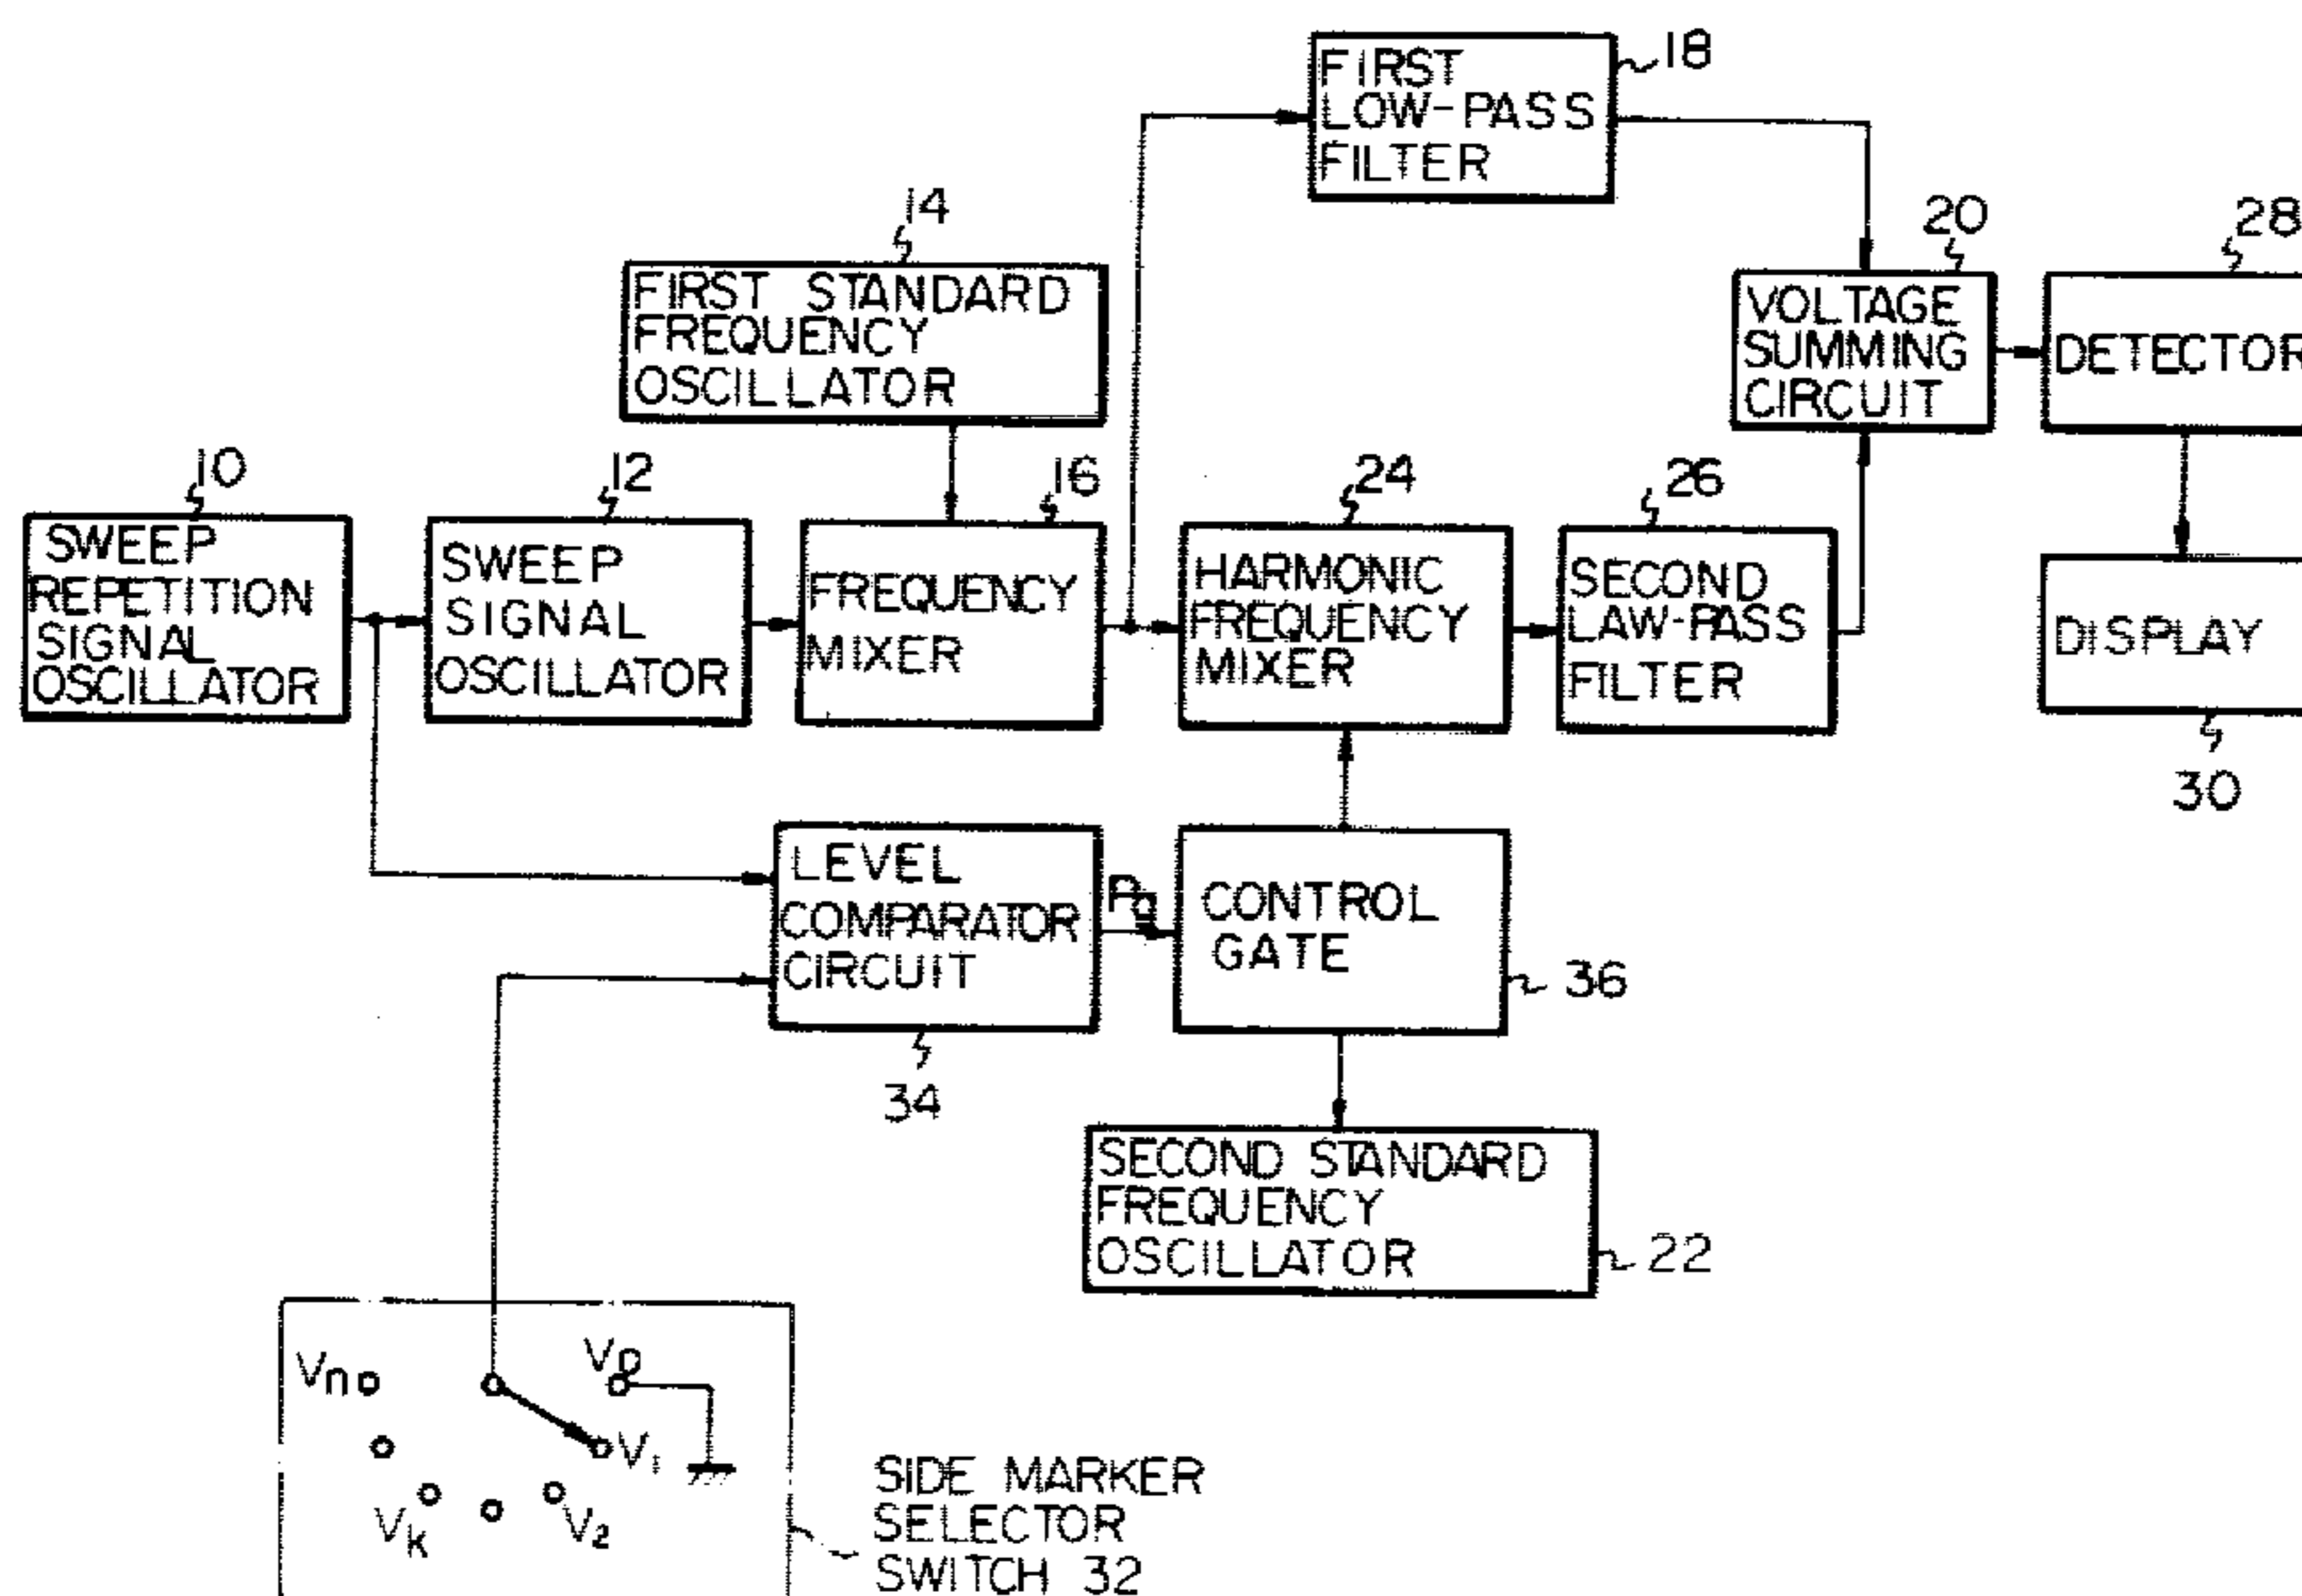 FIRST
LOW-PASS
FILTER
18
14
FIRST STANDARD
FREQUENCY
OSCILLATOR
20
VOLTAGE
SUMMING
CIRCUIT
28
DETECTOR
10
SWEEP
REPETITION
SIGNAL
OSCILLATOR
12
SWEEP
SIGNAL
OSCILLATOR
16
FREQUENCY
MIXER
24
HARMONIC
FREQUENCY
MIXER
26
SECOND
LAW-PASS
FILTER
DISPLAY
30
LEVEL
COMPARATOR
CIRCUIT
34
Pg
CONTROL
GATE
36
SECOND STANDARD
FREQUENCY
OSCILLATOR
22
Vn
V0
V1
V2
Vk
SIDE MARKER
SELECTOR
SWITCH 32